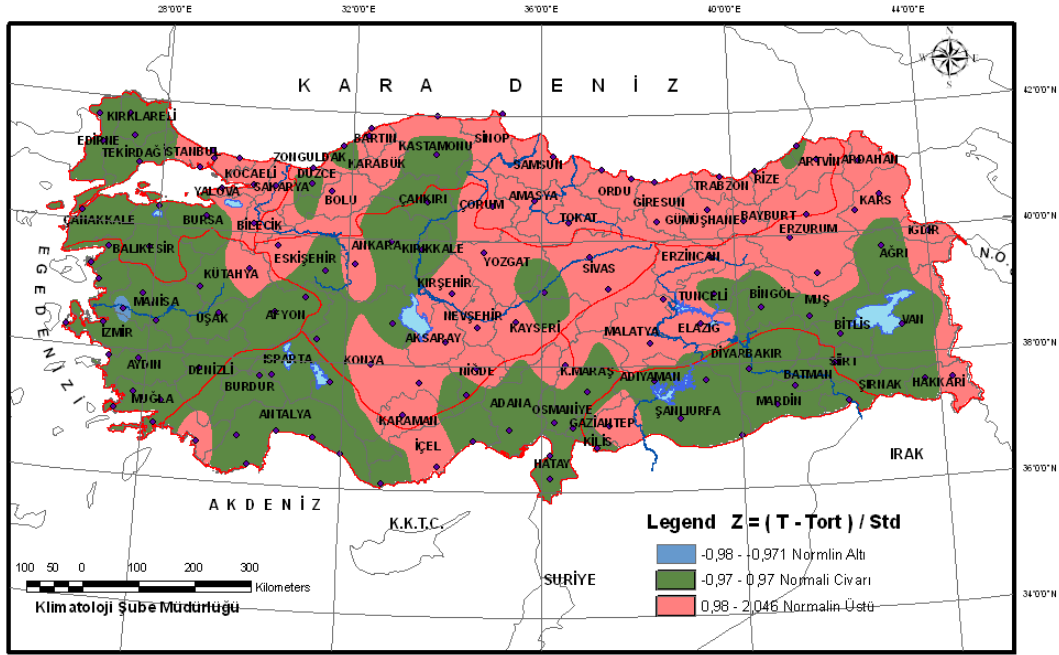 28°0'0"E 32°0'0"E 36°0'0"E 40°0'0"E 44°0'0"E
N
W E
S
42°0'0"N
40°0'0"N
38°0'0"N
36°0'0"N
34°0'0"N
KARA DENİZ
EGE DENİZİ
AKDENİZ
K.K.T.C.
SURİYE
IRAK
N.O.
KIRKLARELİ
EDİRNE
TEKİRDAĞ
İSTANBUL
KOCAELİ
YALOVA
SAKARYA
ZONGULDAK
DÜZCE
BOLU
BARTIN
KARABÜK
KASTAMONU
SİNOP
SAMSUN
ÇANKIRI
ÇORUM
AMASYA
TOKAT
ORDU
GİRESUN
TRABZON
RİZE
ARTVİN
ARDAHAN
KARS
GÜMÜŞHANE
BAYBURT
ERZURUM
IĞDIR
AĞRI
ÇANAKKALE
BURSA
BİLECİK
BALIKESİR
KÜTAHYA
ESKİŞEHİR
ANKARA
KIRIKKALE
YOZGAT
SİVAS
ERZİNCAN
TUNCELİ
BİNGÖL
MUŞ
BİTLİS
VAN
MANİSA
UŞAK
AFYON
KIRŞEHİR
NEVŞEHİR
KAYSERİ
MALATYA
ELAZIĞ
DİYARBAKIR
BATMAN
SİİRT
ŞIRNAK
HAKKARİ
İZMİR
AYDIN
DENİZLİ
ISPARTA
BURDUR
KONYA
AKSARAY
NİĞDE
K.MARAŞ
ADIYAMAN
ŞANLIURFA
MARDİN
MUĞLA
ANTALYA
KARAMAN
İÇEL
ADANA
OSMANİYE
GAZİANTEP
KİLİS
HATAY
Legend Z = ( T - Tort ) / Std
-0,98 - -0,971 Normlin Altı
-0,97 - 0,97 Normali Civarı
0,98 - 2,046 Normalin Üstü
100 50 0 100 200 300
Kilometers
Klimatoloji Şube Müdürlüğü